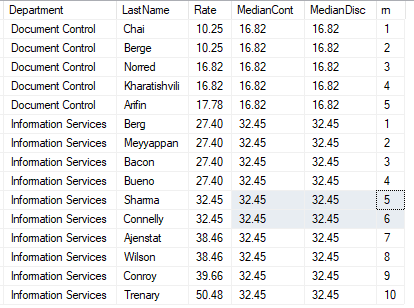 Department LastName Rate MedianCont MedianDisc rn
Document Control Chai 10.25 16.82 16.82 1
Document Control Berge 10.25 16.82 16.82 2
Document Control Norred 16.82 16.82 16.82 3
Document Control Kharatishvili 16.82 16.82 16.82 4
Document Control Arifin 17.78 16.82 16.82 5
Information Services Berg 27.40 32.45 32.45 1
Information Services Meyyappan 27.40 32.45 32.45 2
Information Services Bacon 27.40 32.45 32.45 3
Information Services Bueno 27.40 32.45 32.45 4
Information Services Sharma 32.45 32.45 32.45 5
Information Services Connelly 32.45 32.45 32.45 6
Information Services Ajenstat 38.46 32.45 32.45 7
Information Services Wilson 38.46 32.45 32.45 8
Information Services Conroy 39.66 32.45 32.45 9
Information Services Trenary 50.48 32.45 32.45 10